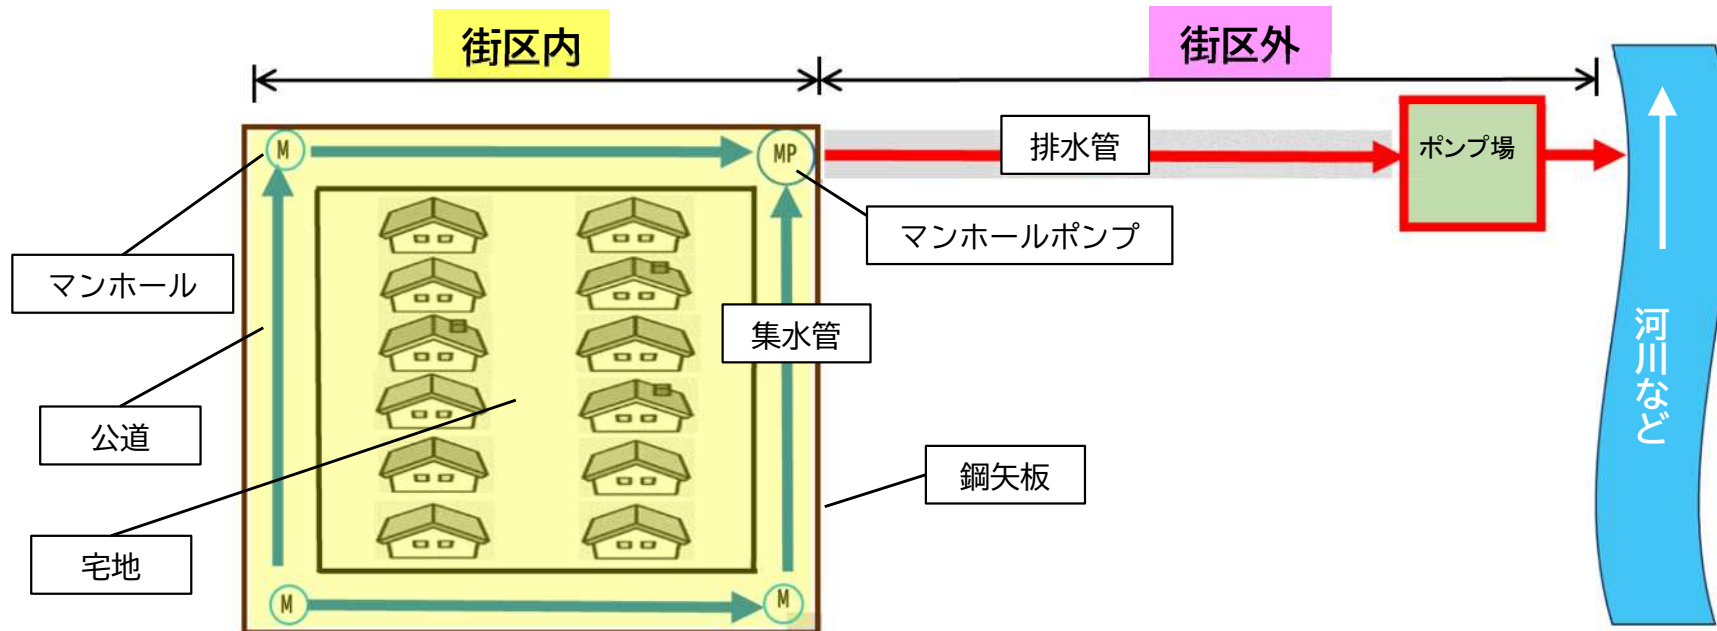 街区内
街区外
M
MP
排水管
ポンプ場
マンホールポンプ
マンホール
集水管
河川など
公道
鋼矢板
宅地
M
M